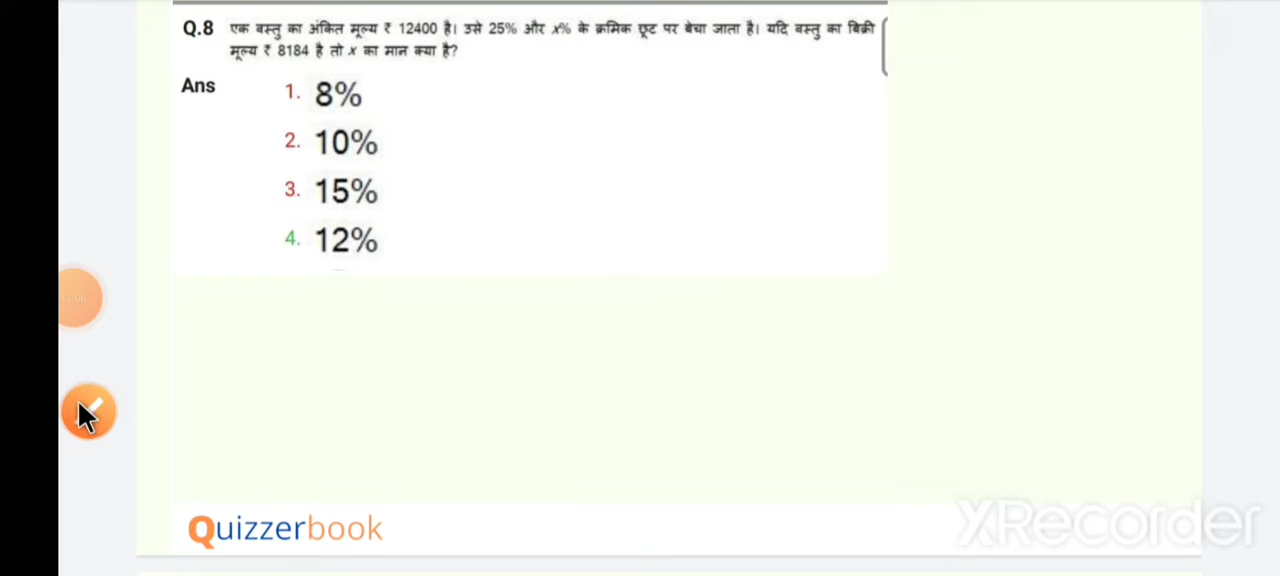 Q.8 एक वस्तु का अंकित मूल्य ₹ 12400 है। उसे 25% और x% के क्रमिक छूट पर बेचा जाता है। यदि वस्तु का बिक्री
मूल्य ₹ 8184 है तो x का मान क्या है?
Ans 1. 8%
2. 10%
3. 15%
4. 12%
Quizzerbook
XRecorder